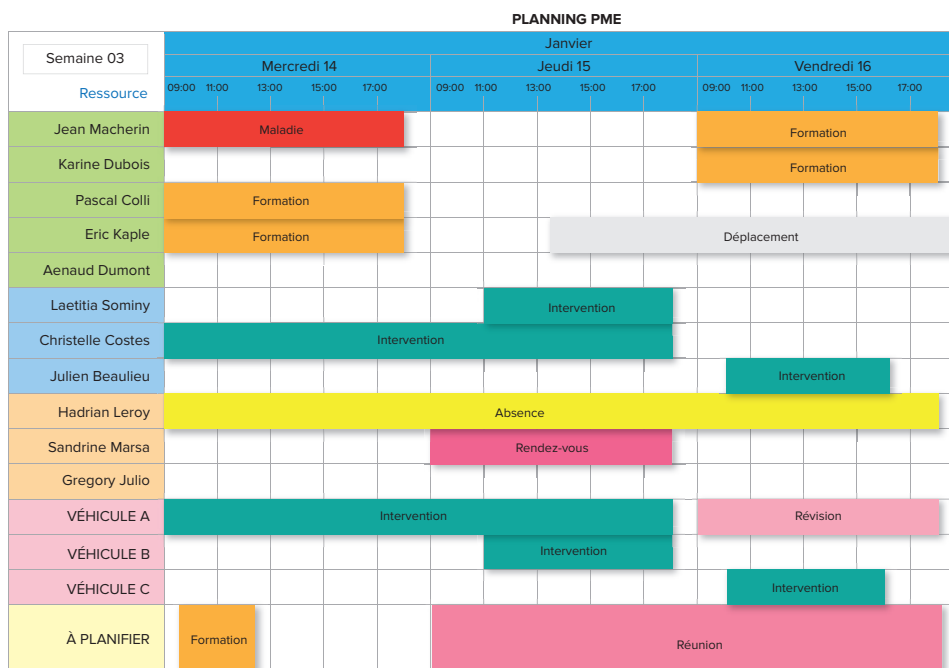 PLANNING PME
Semaine 03
Janvier
Mercredi 14 Jeudi 15 Vendredi 16
Ressource
09:00 11:00 13:00 15:00 17:00 09:00 11:00 13:00 15:00 17:00 09:00 11:00 13:00 15:00 17:00
Jean Macherin Maladie Formation
Karine Dubois Formation
Pascal Colli Formation
Eric Kaple Formation Déplacement
Aenaud Dumont
Laetitia Sominy Intervention
Christelle Costes Intervention
Julien Beaulieu Intervention
Hadrian Leroy Absence
Sandrine Marsa Rendez-vous
Gregory Julio
VÉHICULE A Intervention Révision
VÉHICULE B Intervention
VÉHICULE C Intervention
À PLANIFIER Formation Réunion